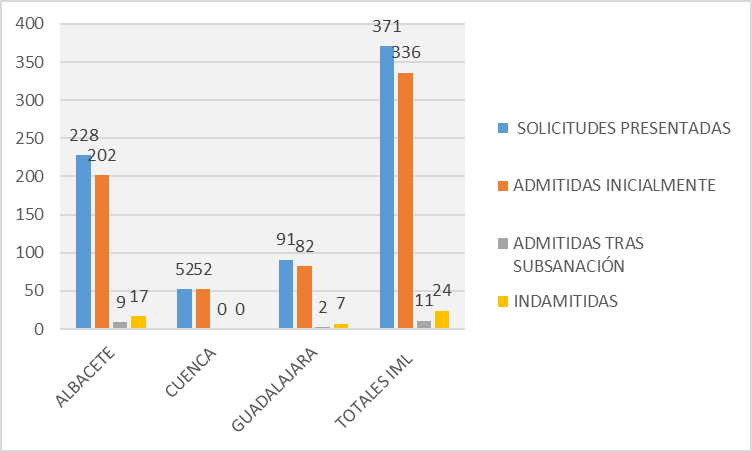 400
350
300
250
200
150
100
50
0
228
202
9
17
52
52
0
0
91
82
2
7
371
336
11
24
ALBACETE
CUENCA
GUADALAJARA
TOTALES IML
SOLICITUDES PRESENTADAS
ADMITIDAS INICIALMENTE
ADMITIDAS TRAS
SUBSANACIÓN
INDAMITIDAS